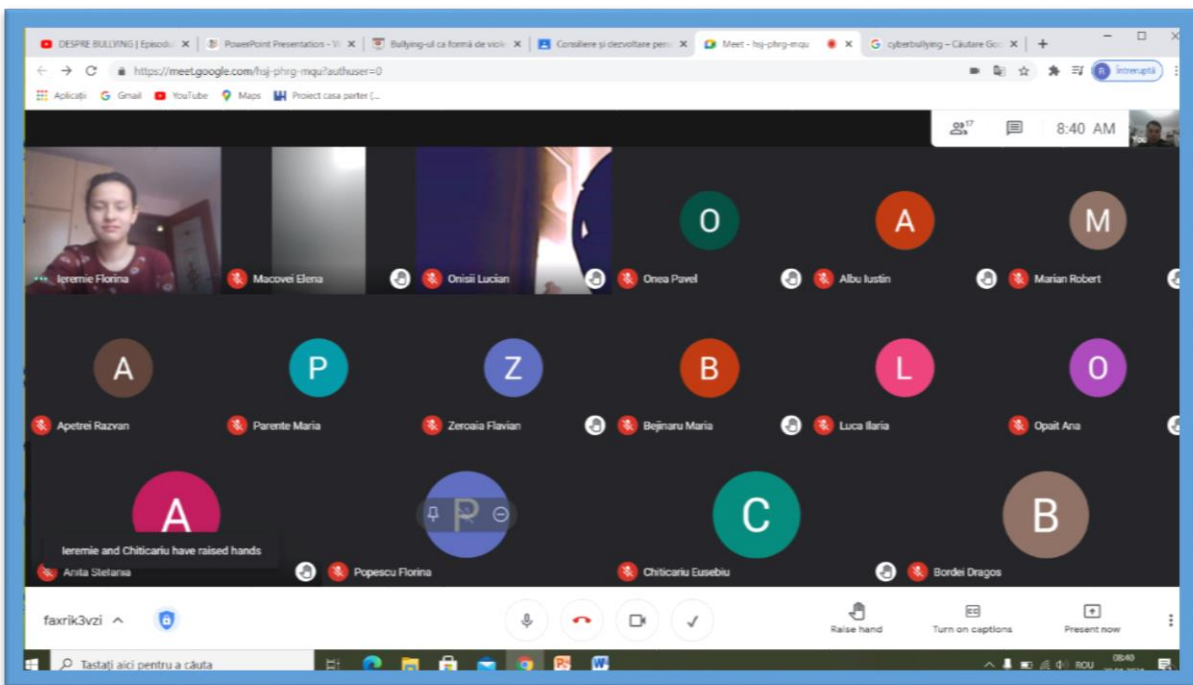 DESPRE BULLYING | Episodu
PowerPoint Presentation - Vi
Bullying-ul ca formă de viole
Consiliere și dezvoltare pers
Meet - hsj-phrg-mqu
cyberbullying - Căutare Goo
https://meet.google.com/hsj-phrg-mqu?authuser=0
R Întreruptă
Aplicații Gmail YouTube Maps Proiect casa parter (...
17 8:40 AM
You
O A M
Ieremie Florina Macovei Elena Onisii Lucian Onea Pavel Albu Iustin Marian Robert
A P Z B L O
Apetrei Razvan Parente Maria Zeroaia Flavian Bejinaru Maria Luca Ilaria Opait Ana
A P C B
Ieremie and Chiticariu have raised hands
Anita Stefania Popescu Florina Chiticariu Eusebiu Bordei Dragos
faxrik3vzi
Raise hand Turn on captions Present now
Tastați aici pentru a căuta
ROU 08:40